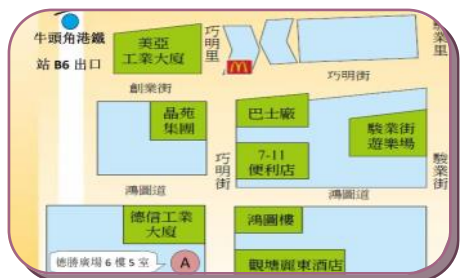 牛頭角港鐵
站 B6 出口
美亞
工業大廈
巧明里
駿業里
巧明街
創業街
晶苑
集團
巴士廠
駿業街
遊樂場
7-11
便利店
巧明街
駿業街
鴻圖道
鴻圖道
德信工業
大廈
鴻圖樓
德勝廣場 6 樓 5 室
A
觀塘麗東酒店